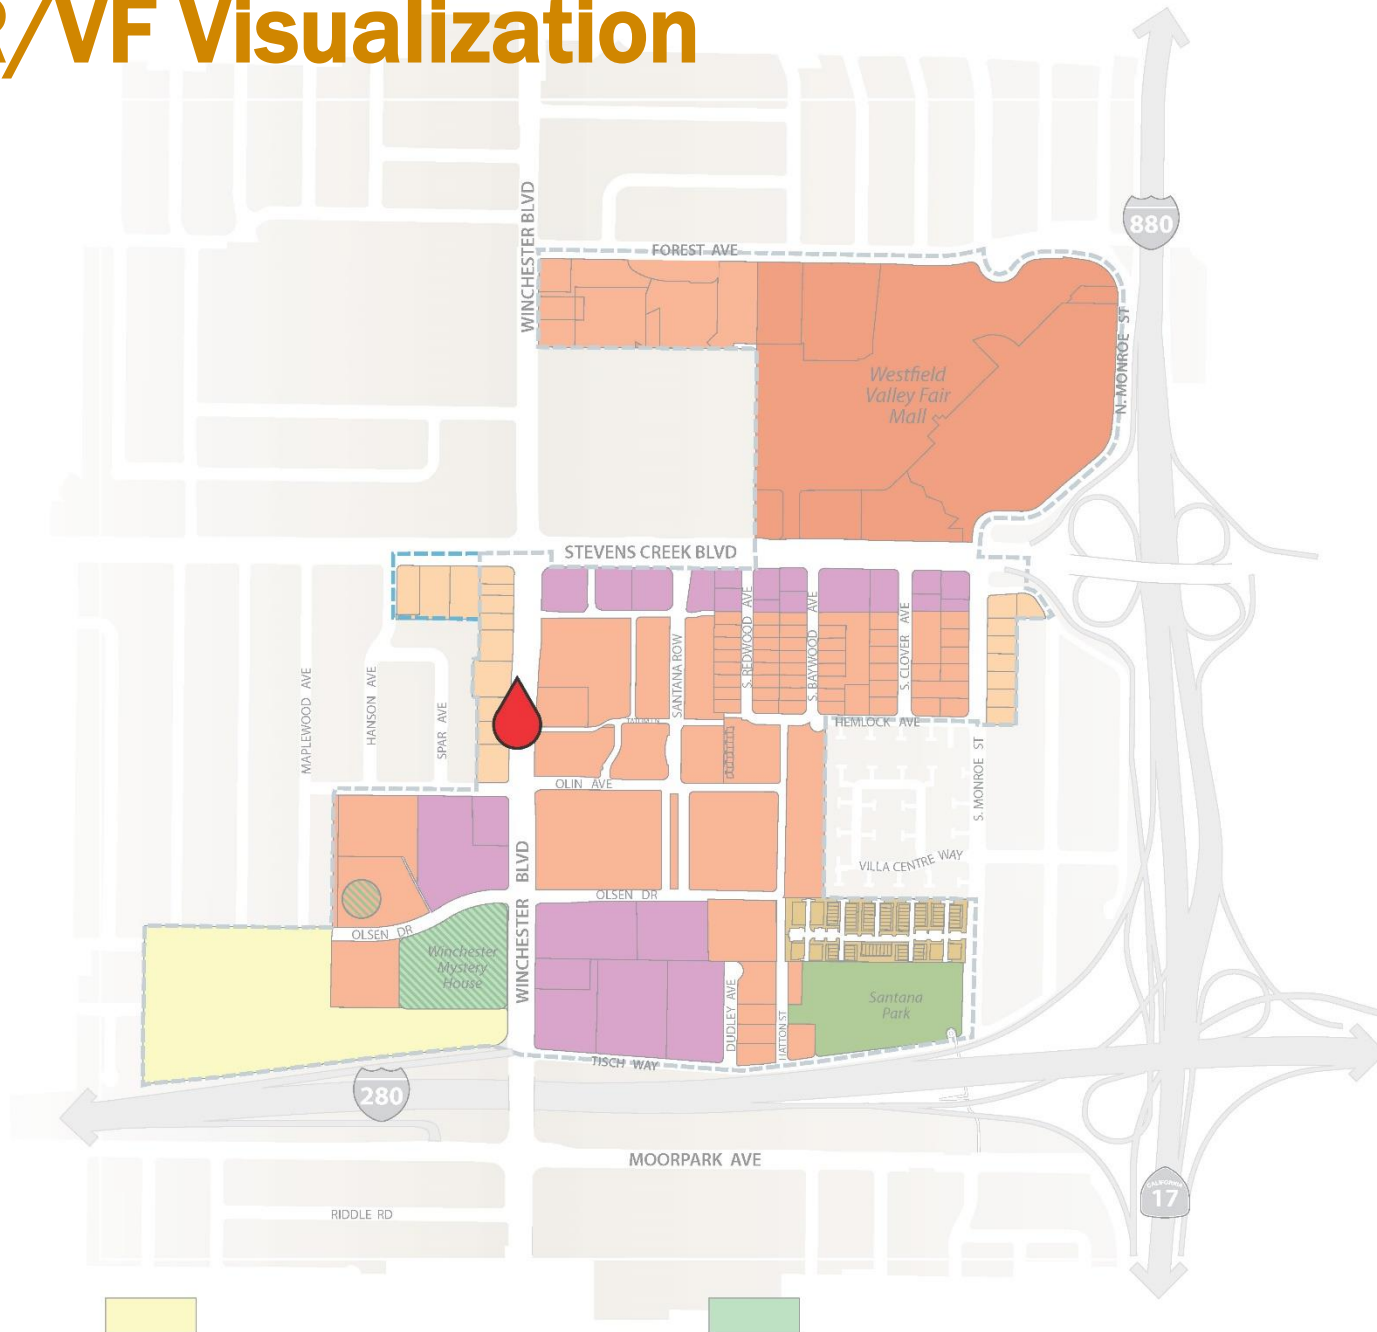 R/VF Visualization
880
WINCHESTER BLVD
FOREST AVE
N. MONROE ST
Westfield
Valley Fair
Mall
STEVENS CREEK BLVD
MAPLEWOOD AVE
HANSON AVE
SPAR AVE
SANTANA ROW
S. REDWOOD AVE
S. BAYWOOD AVE
S. CLOVER AVE
HEMLOCK AVE
OLIN AVE
S. MONROE ST
VILLA CENTRE WAY
WINCHESTER BLVD
OLSEN DR
OLSEN DR
Winchester
Mystery
House
DUDLEY AVE
HATTON ST
Santana
Park
TISCH WAY
280
MOORPARK AVE
CALIFORNIA
17
RIDDLE RD